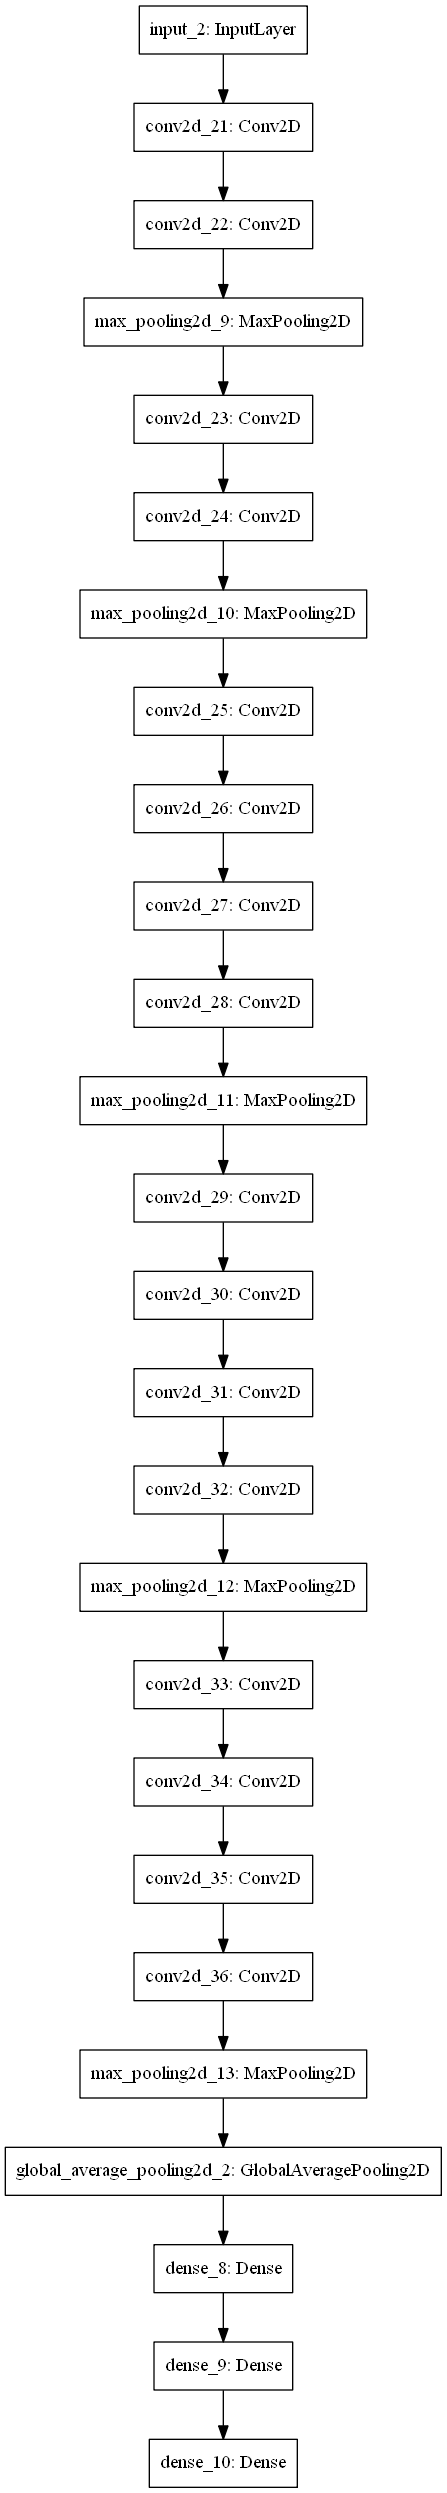 input_2: InputLayer
conv2d_21: Conv2D
conv2d_22: Conv2D
max_pooling2d_9: MaxPooling2D
conv2d_23: Conv2D
conv2d_24: Conv2D
max_pooling2d_10: MaxPooling2D
conv2d_25: Conv2D
conv2d_26: Conv2D
conv2d_27: Conv2D
conv2d_28: Conv2D
max_pooling2d_11: MaxPooling2D
conv2d_29: Conv2D
conv2d_30: Conv2D
conv2d_31: Conv2D
conv2d_32: Conv2D
max_pooling2d_12: MaxPooling2D
conv2d_33: Conv2D
conv2d_34: Conv2D
conv2d_35: Conv2D
conv2d_36: Conv2D
max_pooling2d_13: MaxPooling2D
global_average_pooling2d_2: GlobalAveragePooling2D
dense_8: Dense
dense_9: Dense
dense_10: Dense